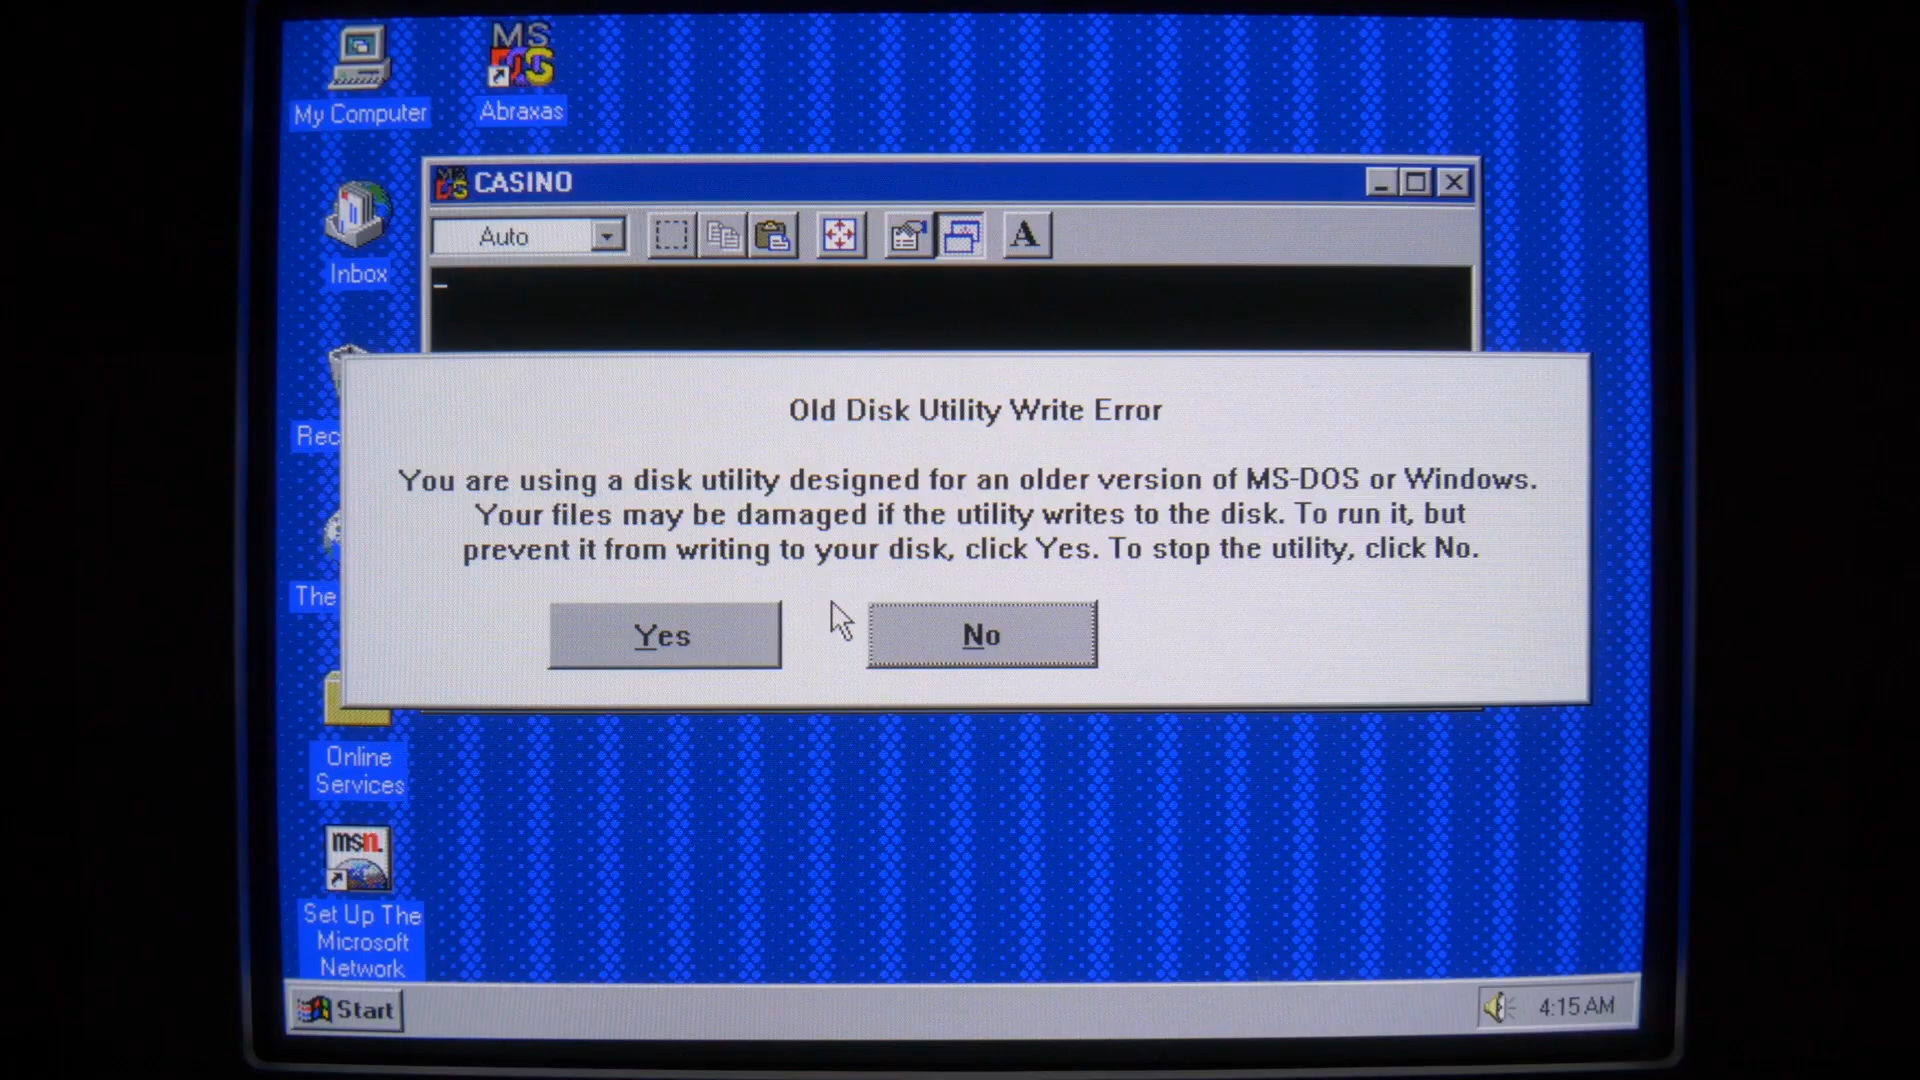 MS
DOS
My Computer
Abraxas
MS
DOS
CASINO
Auto
A
Inbox
Old Disk Utility Write Error
Rec
You are using a disk utility designed for an older version of MS-DOS or Windows.
Your files may be damaged if the utility writes to the disk. To run it, but
prevent it from writing to your disk, click Yes. To stop the utility, click No.
The
Yes
No
Online
Services
msn.
Set Up The
Microsoft
Network
Start
4:15 AM